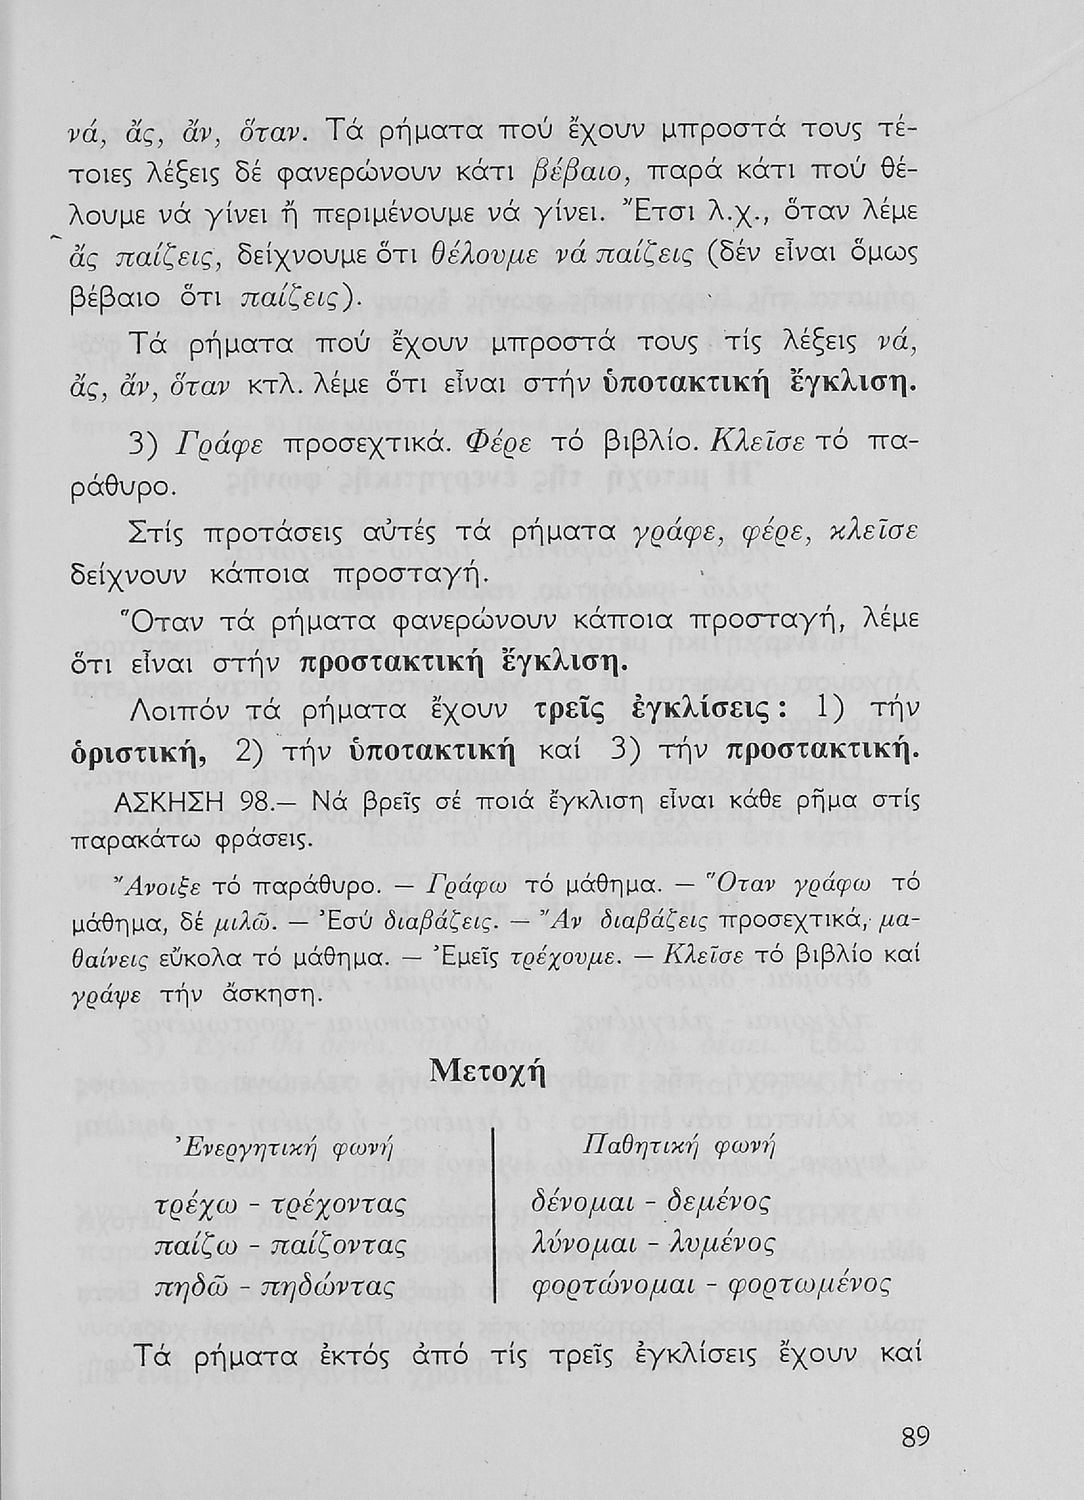 νά, ἄς, ἄν, ὅταν. Τά ρήματα πού ἔχουν μπροστά τους τέ-
τοιες λέξεις δέ φανερώνουν κάτι βέβαιο, παρά κάτι πού θέ-
λουμε νά γίνει ἤ περιμένουμε νά γίνει. Ἔτσι λ.χ., ὅταν λέμε
ἄς παίζεις, δείχνουμε ὅτι θέλουμε νά παίζεις (δέν εἶναι ὅμως
βέβαιο ὅτι παίζεις).
Τά ρήματα πού ἔχουν μπροστά τους τίς λέξεις νά,
ἄς, ἄν, ὅταν κτλ. λέμε ὅτι εἶναι στήν ὑποτακτική ἔγκλιση.
3) Γράφε προσεχτικά. Φέρε τό βιβλίο. Κλεῖσε τό πα-
ράθυρο.
Στίς προτάσεις αὐτές τά ρήματα γράφε, φέρε, κλεῖσε
δείχνουν κάποια προσταγή.
Ὅταν τά ρήματα φανερώνουν κάποια προσταγή, λέμε
ὅτι εἶναι στήν προστακτική ἔγκλιση.
Λοιπόν τά ρήματα ἔχουν τρεῖς ἐγκλίσεις : 1) τήν
ὁριστική, 2) τήν ὑποτακτική καί 3) τήν προστακτική.
ΑΣΚΗΣΗ 98.— Νά βρεῖς σέ ποιά ἔγκλιση εἶναι κάθε ρῆμα στίς
παρακάτω φράσεις.
Ἄνοιξε τό παράθυρο. — Γράφω τό μάθημα. — Ὅταν γράφω τό
μάθημα, δέ μιλῶ. — Ἐσύ διαβάζεις. — Ἄν διαβάζεις προσεχτικά, μα-
θαίνεις εὔκολα τό μάθημα. — Ἐμεῖς τρέχουμε. — Κλεῖσε τό βιβλίο καί
γράψε τήν ἄσκηση.
Μετοχή
Ἐνεργητική φωνή
τρέχω - τρέχοντας
παίζω - παίζοντας
πηδῶ - πηδώντας
Παθητική φωνή
δένομαι - δεμένος
λύνομαι - λυμένος
φορτώνομαι - φορτωμένος
Τά ρήματα ἐκτός ἀπό τίς τρεῖς ἐγκλίσεις ἔχουν καί
89